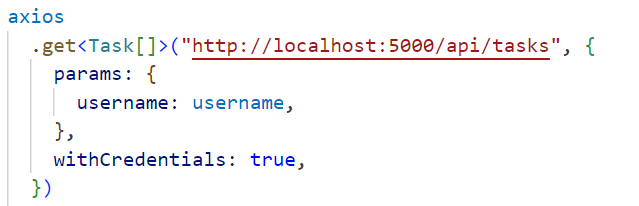 axios
  .get<Task[]>("http://localhost:5000/api/tasks", {
    params: {
      username: username,
    },
    withCredentials: true,
  })